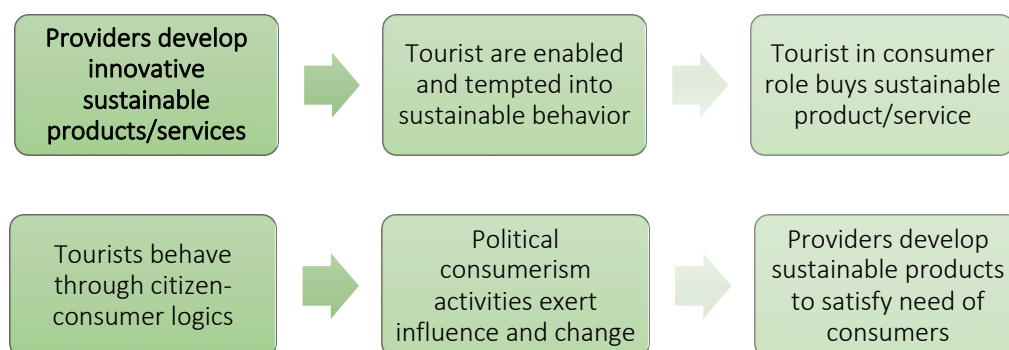 Providers develop
innovative
sustainable
products/services
Tourist are enabled
and tempted into
sustainable behavior
Tourist in consumer
role buys sustainable
product/service
Tourists behave
through citizen-
consumer logics
Political
consumerism
activities exert
influence and change
Providers develop
sustainable products
to satisfy need of
consumers